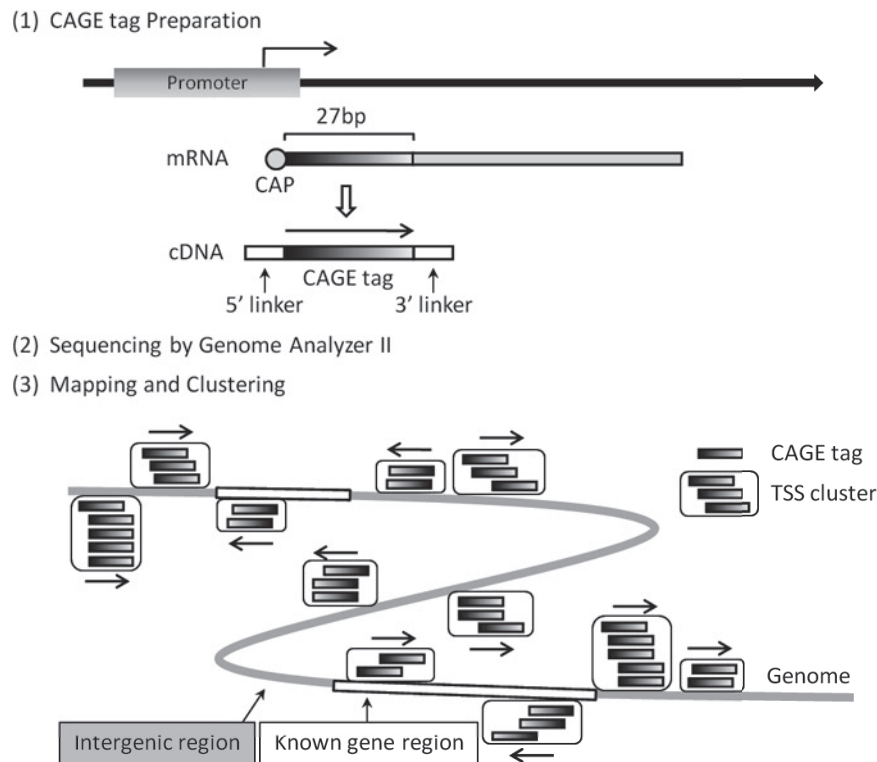 (1) CAGE tag Preparation
Promoter
27bp
mRNA
CAP
cDNA
CAGE tag
5' linker
3' linker
(2) Sequencing by Genome Analyzer II
(3) Mapping and Clustering
CAGE tag
TSS cluster
Genome
Intergenic region
Known gene region